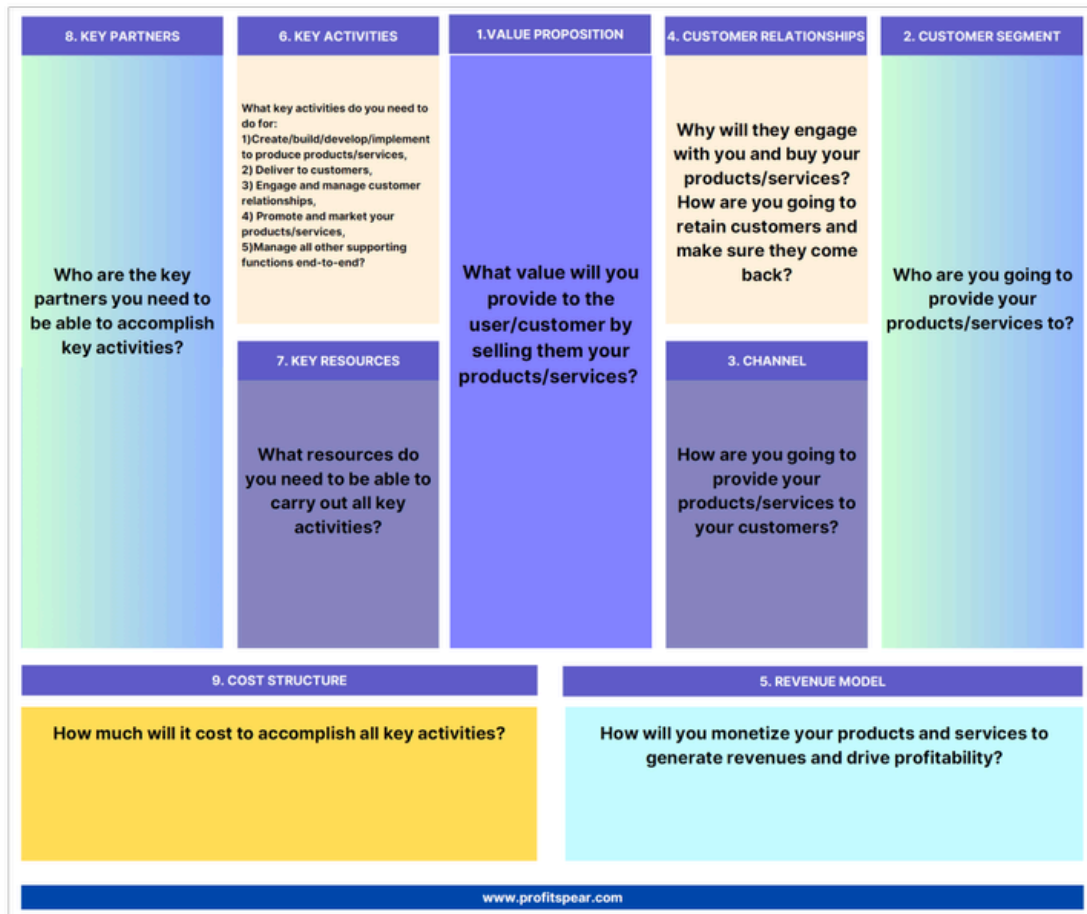 8. KEY PARTNERS
Who are the key
partners you need to
be able to accomplish
key activities?
6. KEY ACTIVITIES
What key activities do you need to
do for:
1)Create/build/develop/implement
to produce products/services,
2) Deliver to customers,
3) Engage and manage customer
relationships,
4) Promote and market your
products/services,
5)Manage all other supporting
functions end-to-end?
7. KEY RESOURCES
What resources do
you need to be able to
carry out all key
activities?
1.VALUE PROPOSITION
What value will you
provide to the
user/customer by
selling them your
products/services?
4. CUSTOMER RELATIONSHIPS
Why will they engage
with you and buy your
products/services?
How are you going to
retain customers and
make sure they come
back?
3. CHANNEL
How are you going to
provide your
products/services to
your customers?
2. CUSTOMER SEGMENT
Who are you going to
provide your
products/services to?
9. COST STRUCTURE
How much will it cost to accomplish all key activities?
5. REVENUE MODEL
How will you monetize your products and services to
generate revenues and drive profitability?
www.profitspear.com